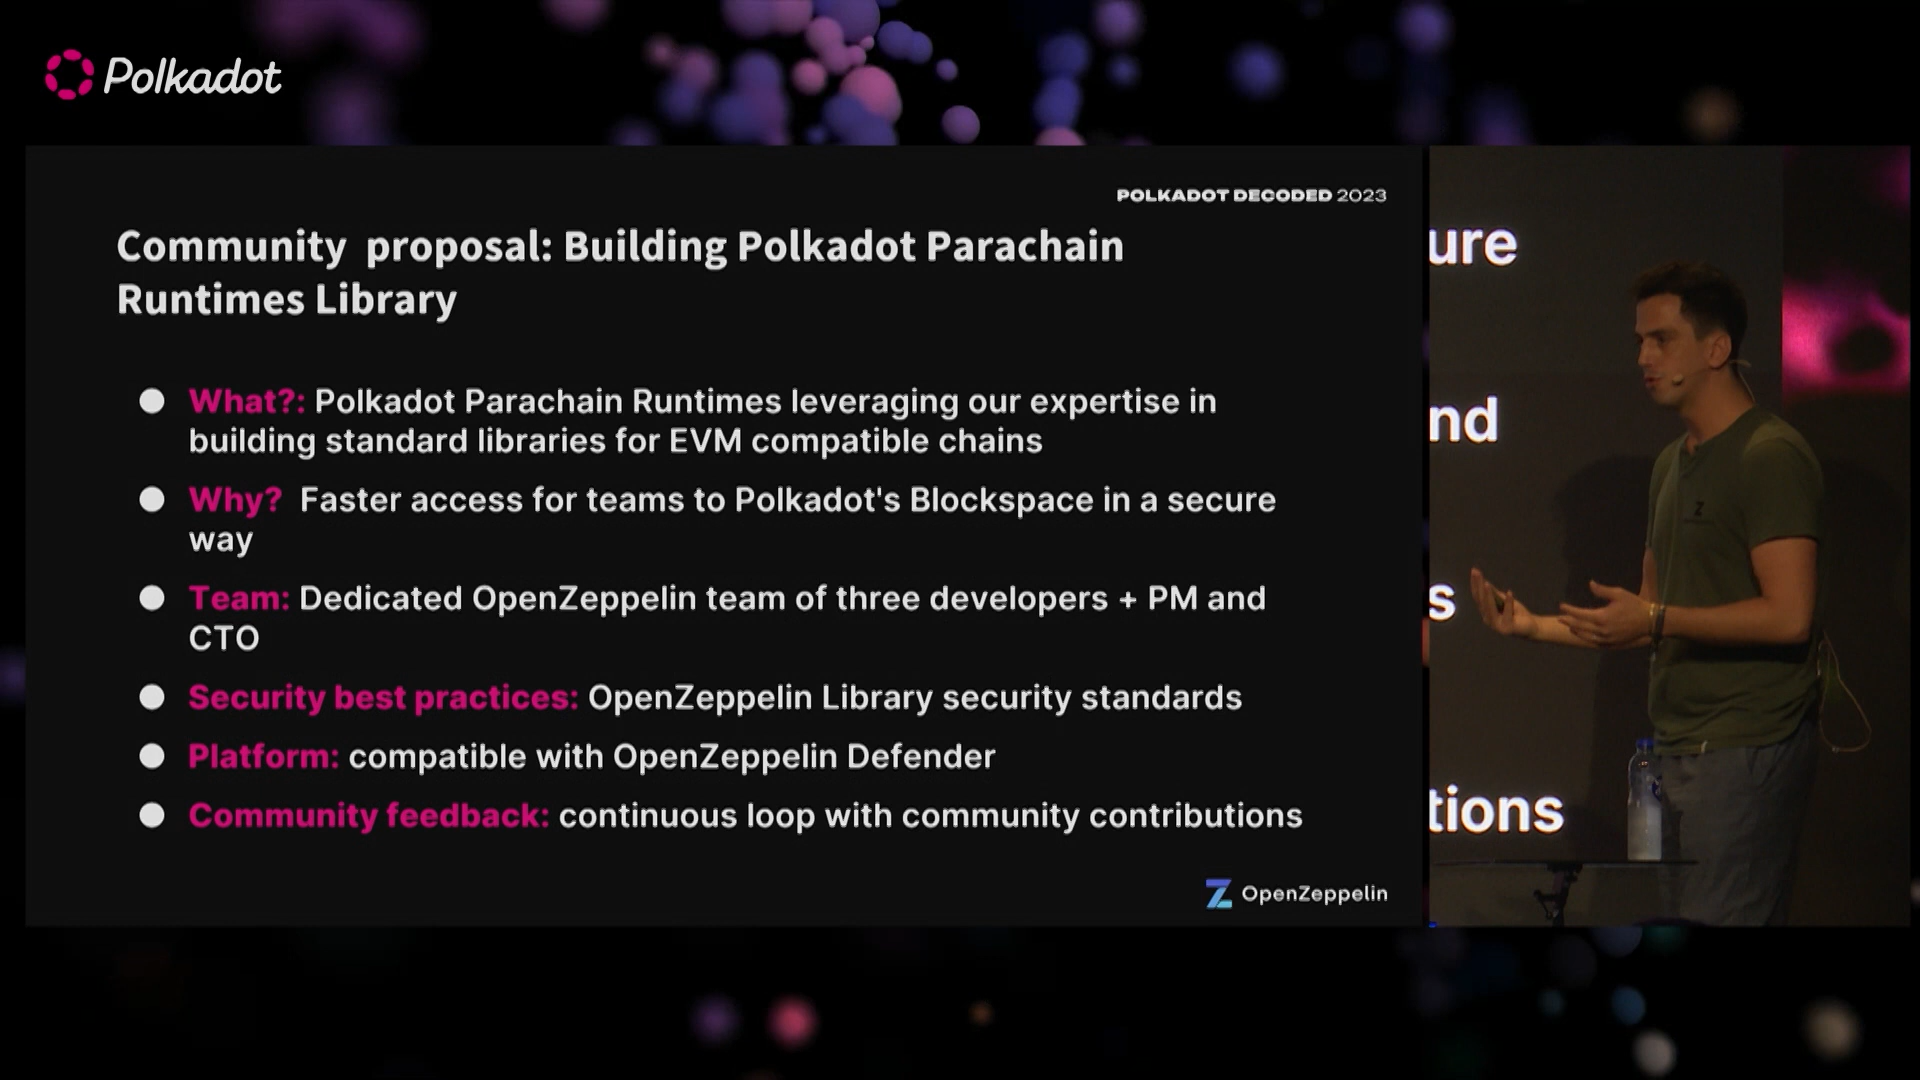 Polkadot
POLKADOT DECODED 2023
Community proposal: Building Polkadot Parachain
Runtimes Library
What?: Polkadot Parachain Runtimes leveraging our expertise in
building standard libraries for EVM compatible chains
Why? Faster access for teams to Polkadot's Blockspace in a secure
way
Team: Dedicated OpenZeppelin team of three developers + PM and
CTO
Security best practices: OpenZeppelin Library security standards
Platform: compatible with OpenZeppelin Defender
Community feedback: continuous loop with community contributions
OpenZeppelin
ure
nd
s
tions